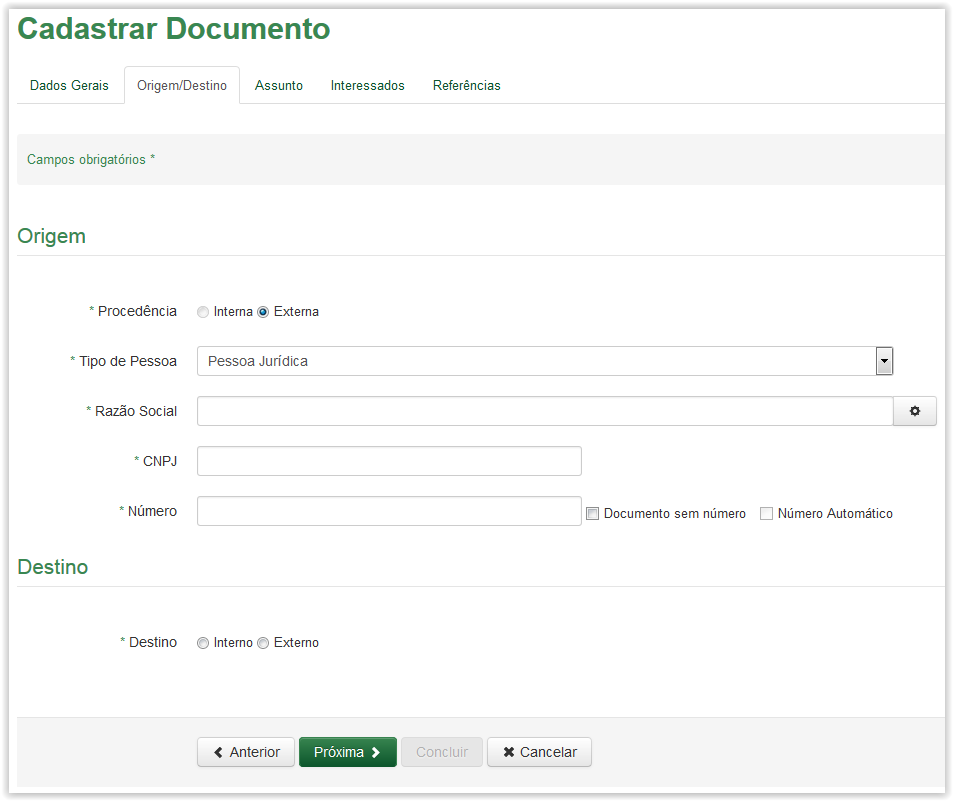 Cadastrar Documento
Dados Gerais Origem/Destino Assunto Interessados Referências
Campos obrigatórios *
Origem
* Procedência Interna Externa
* Tipo de Pessoa Pessoa Jurídica
* Razão Social
* CNPJ
* Número Documento sem número Número Automático
Destino
* Destino Interno Externo
Anterior Próxima Concluir Cancelar